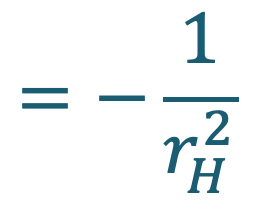 = − 1/r_H^2